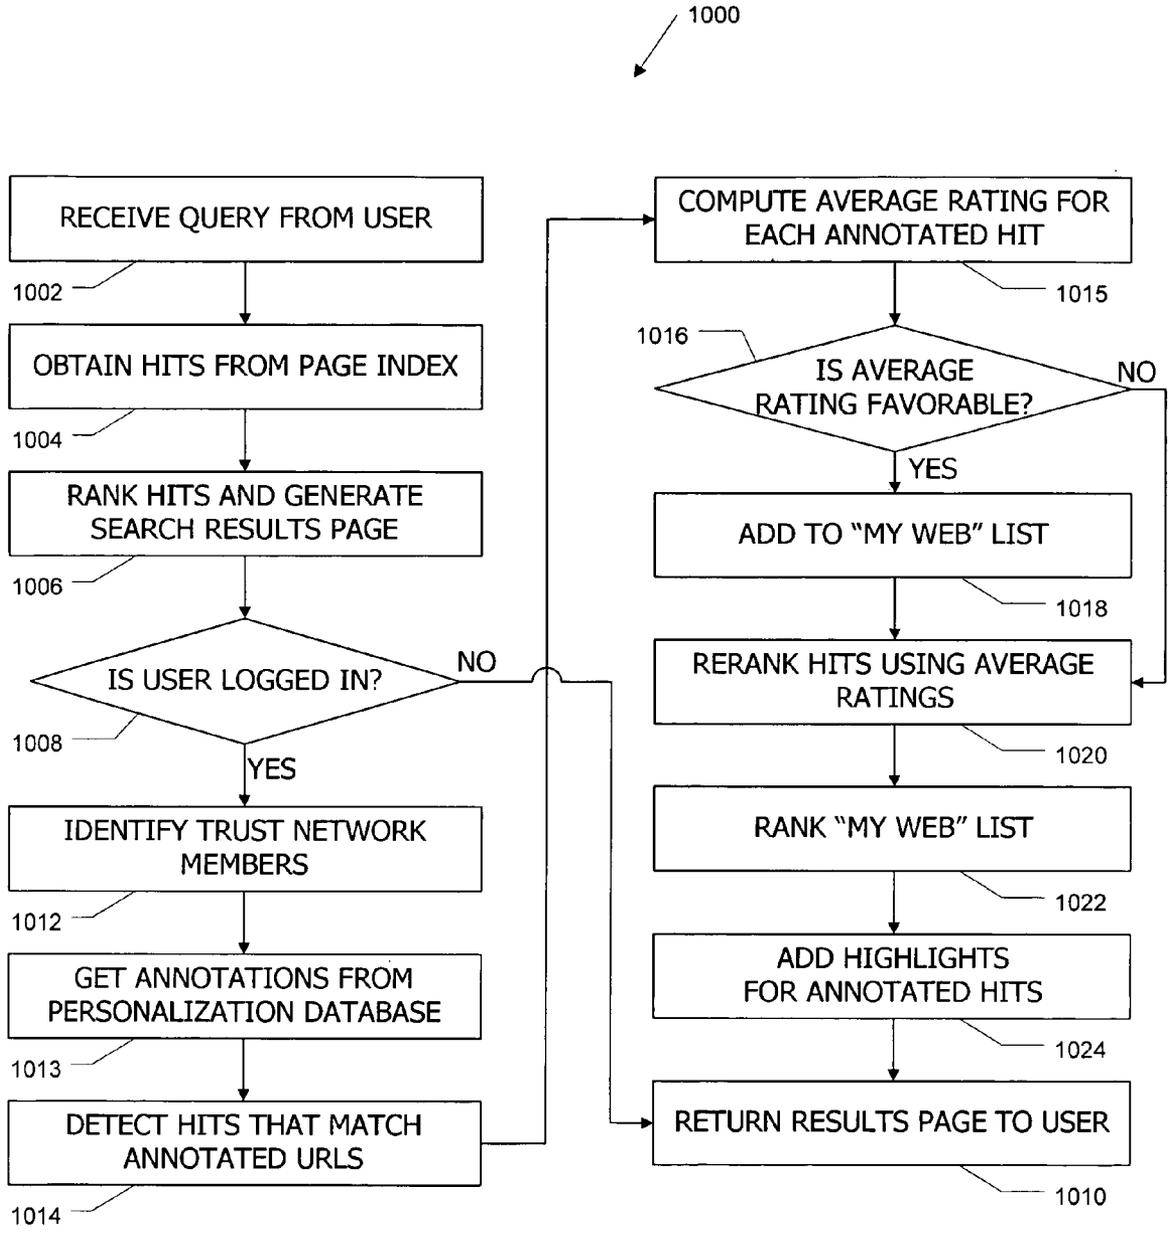 1000
RECEIVE QUERY FROM USER
1002
OBTAIN HITS FROM PAGE INDEX
1004
RANK HITS AND GENERATE
SEARCH RESULTS PAGE
1006
IS USER LOGGED IN?
NO
1008
YES
IDENTIFY TRUST NETWORK
MEMBERS
1012
GET ANNOTATIONS FROM
PERSONALIZATION DATABASE
1013
DETECT HITS THAT MATCH
ANNOTATED URLS
1014
COMPUTE AVERAGE RATING FOR
EACH ANNOTATED HIT
1015
1016
IS AVERAGE
RATING FAVORABLE?
NO
YES
ADD TO “MY WEB” LIST
1018
RERANK HITS USING AVERAGE
RATINGS
1020
RANK “MY WEB” LIST
1022
ADD HIGHLIGHTS
FOR ANNOTATED HITS
1024
RETURN RESULTS PAGE TO USER
1010